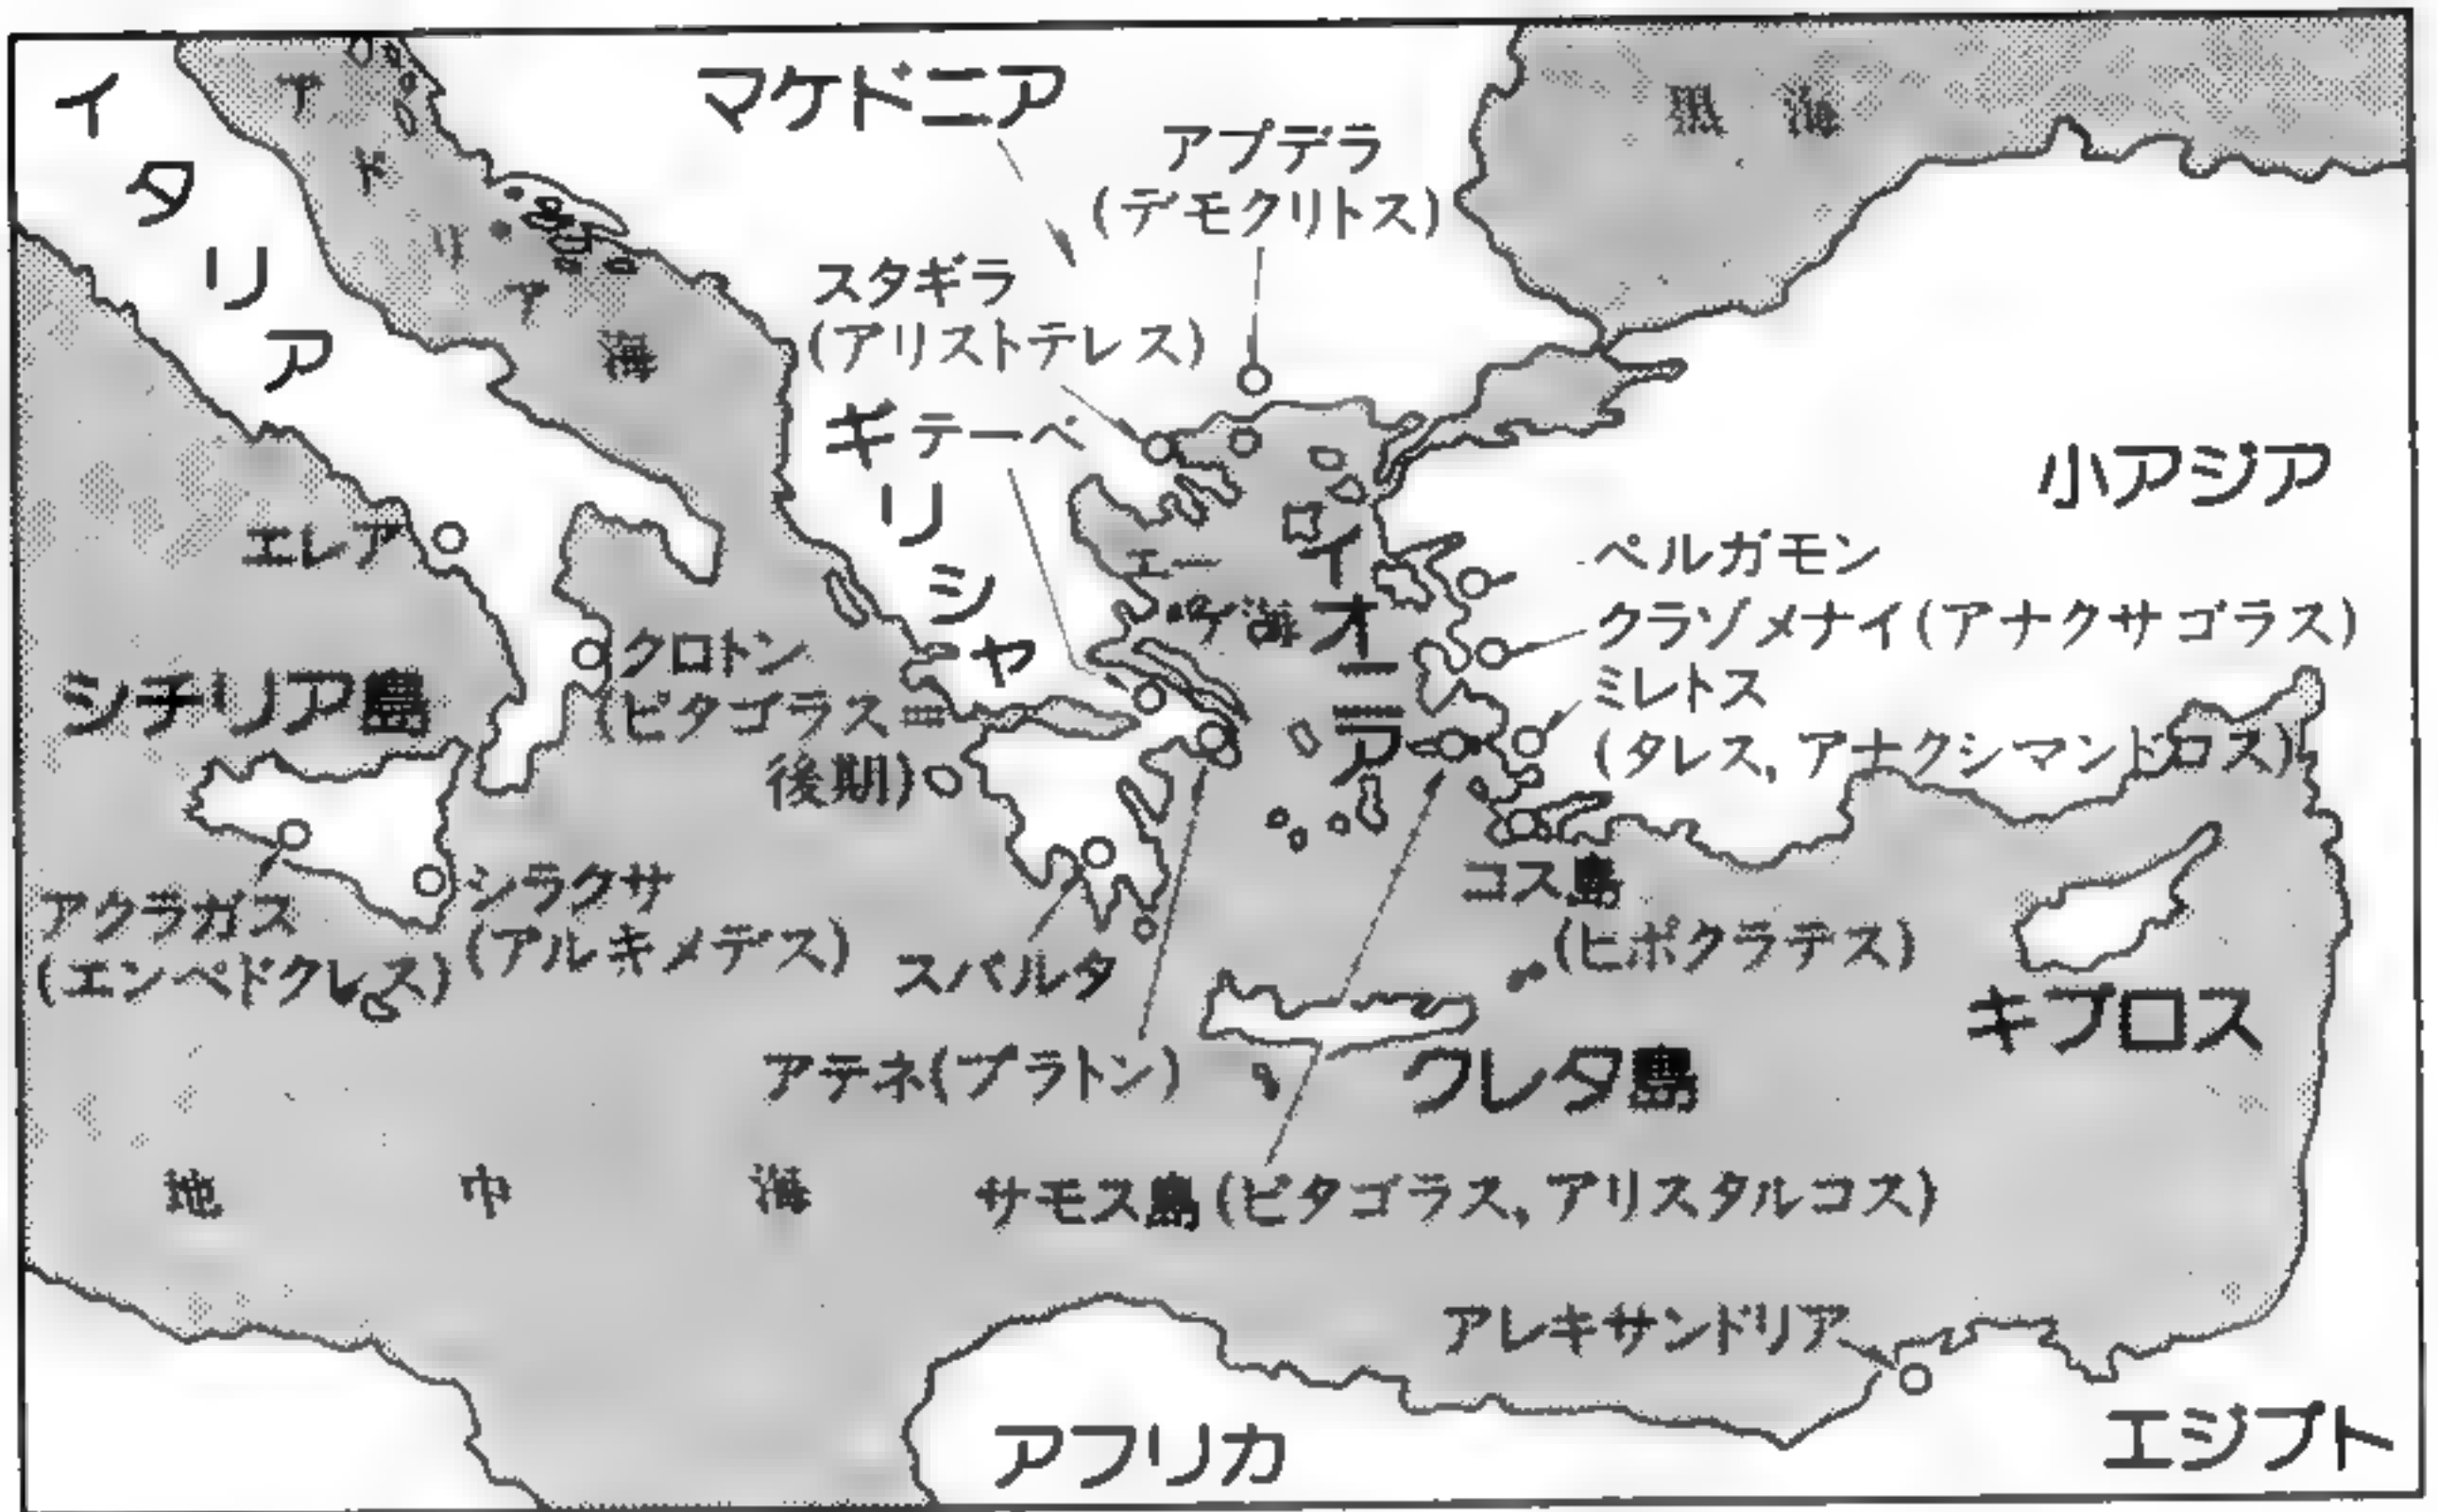 イタリア
アドリア海
マケドニア
黒海
アブデラ
(デモクリトス)
スタギラ
(アリストテレス)
ギリシャ
テーベ
小アジア
エレア
エーゲ海
イオニア
ペルガモン
クラゾメナイ(アナクサゴラス)
ミレトス
(タレス,アナクシマンドロス)
クロトン
(ピタゴラス=
後期)
シチリア島
アクラガス
(エンペドクレス)
シラクサ
(アルキメデス)
スパルタ
コス島
(ヒポクラテス)
キプロス
アテネ(プラトン)
クレタ島
地中海
サモス島(ピタゴラス,アリスタルコス)
アレキサンドリア
アフリカ
エジプト